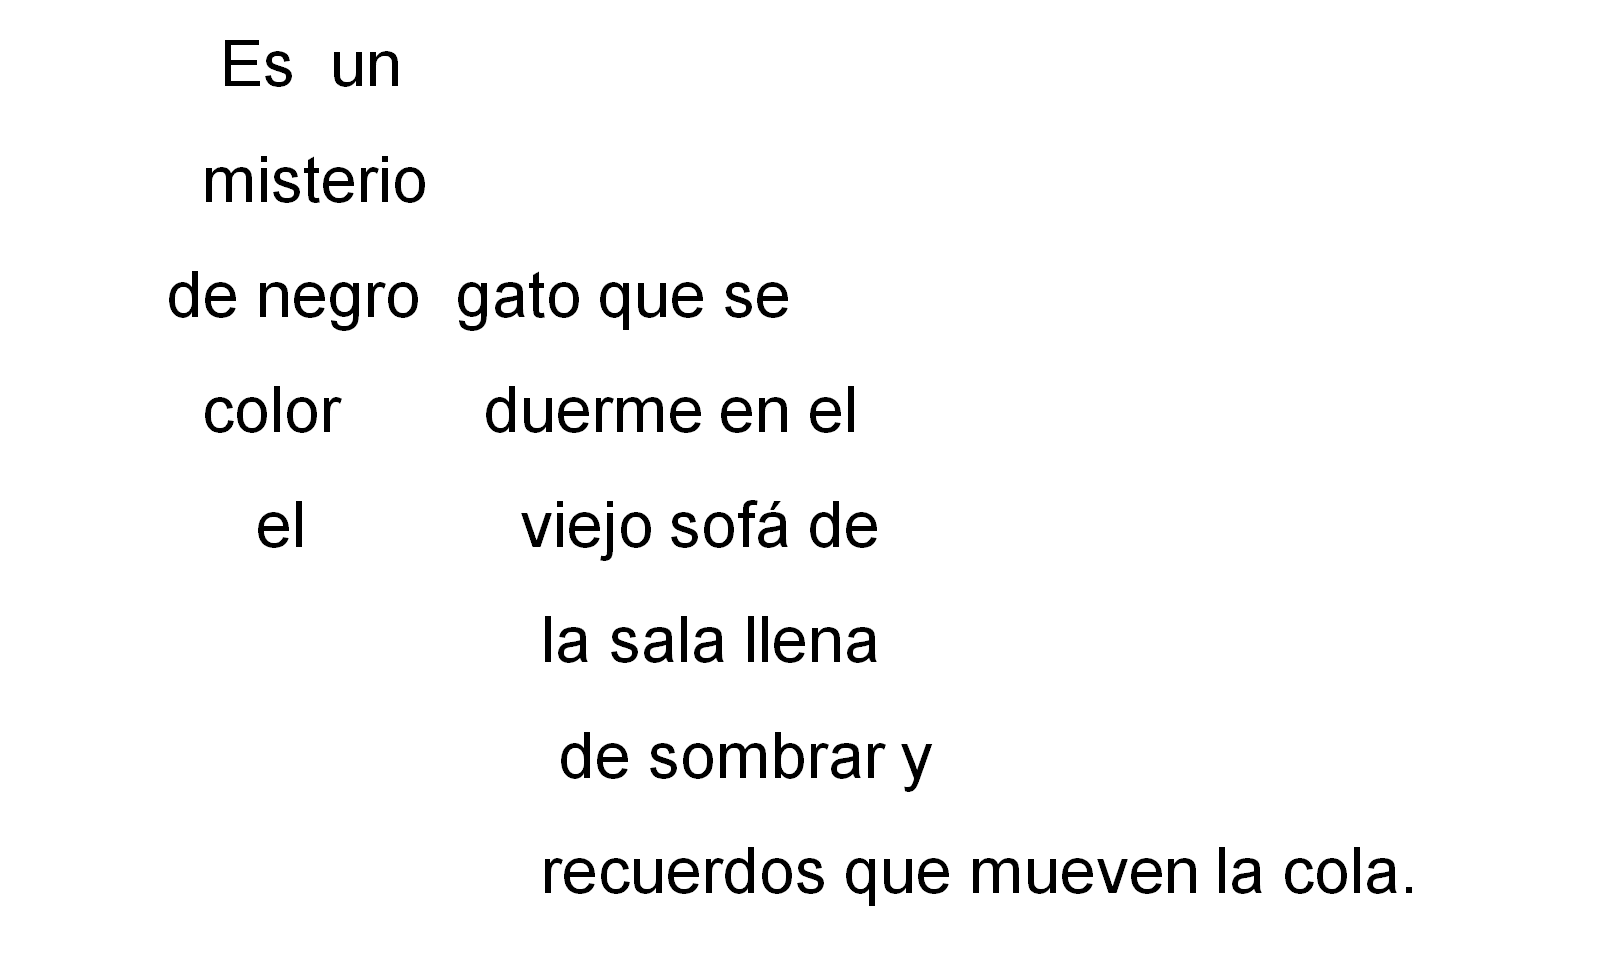 Es un
misterio
de negro gato que se
color duerme en el
el viejo sofá de
la sala llena
de sombrar y
recuerdos que mueven la cola.